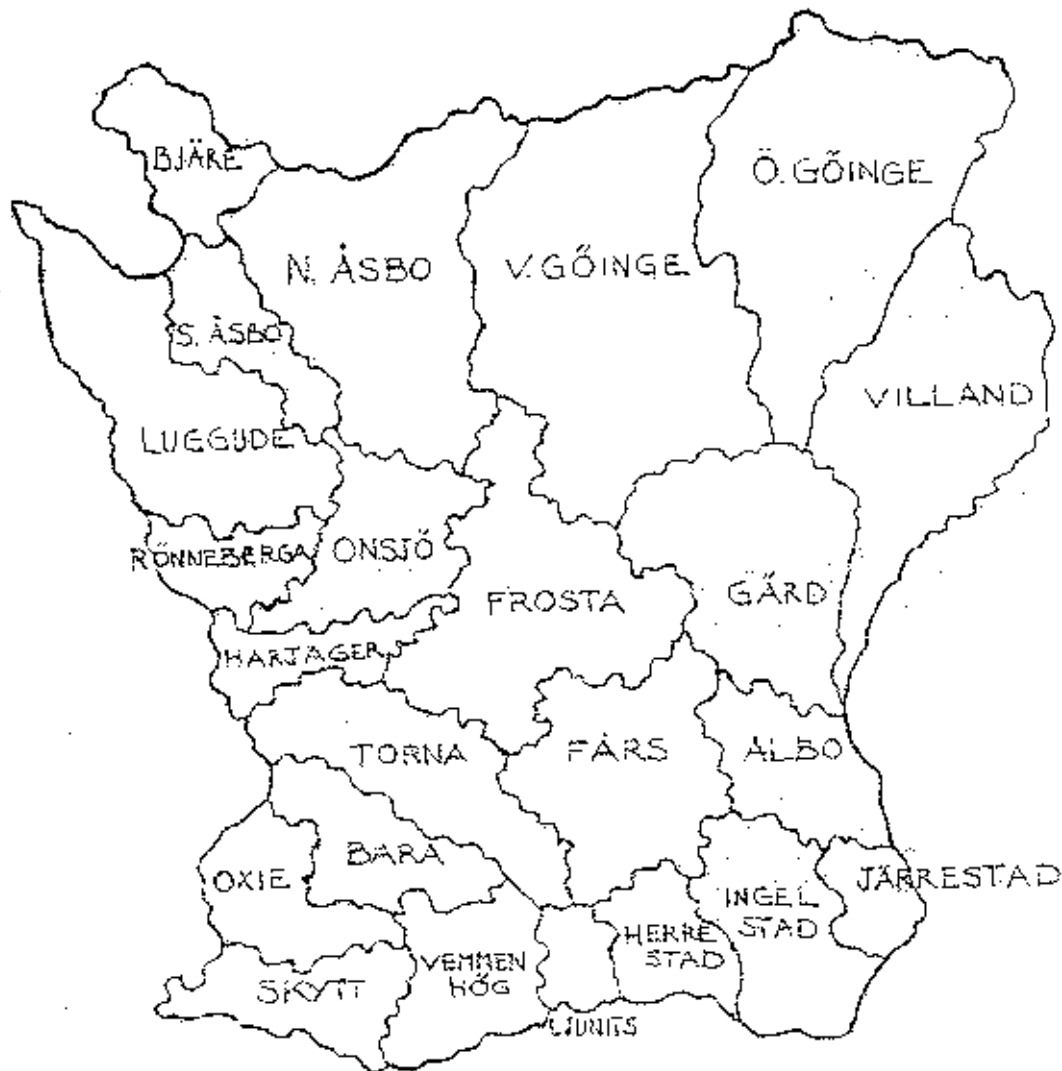 BJÄRE
Ö. GÖINGE
N. ÅSBO
V. GÖINGE
S. ÅSBO
VILLAND
LUGGUDE
RÖNNEBERGA
ONSJÖ
FROSTA
GÄRD
HARJAGER
TORNA
FÄRS
ALBO
BARA
OXIE
JÄRRESTAD
INGEL
STAD
HERRE
STAD
VEMMEN
HÖG
SKYTT
LJUNITS